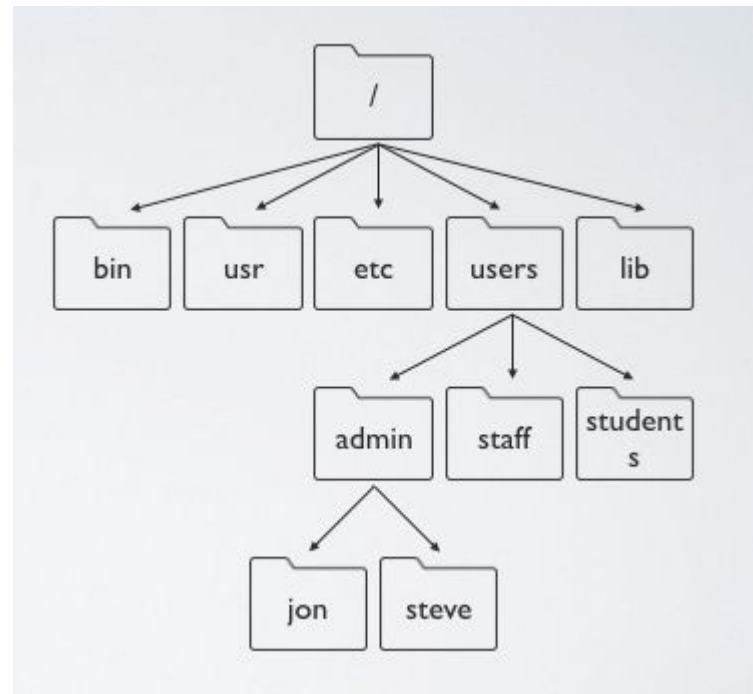 /
bin
usr
etc
users
lib
admin
staff
student
s
jon
steve